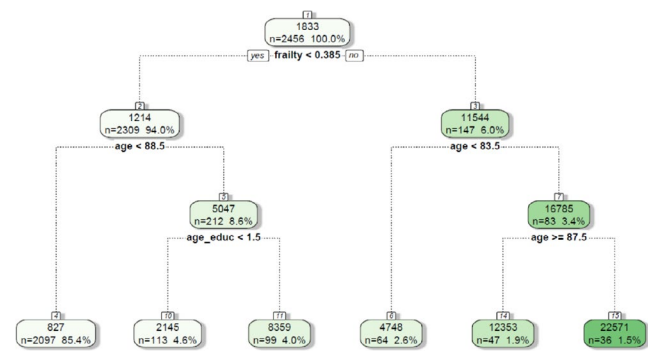 1
1833
n=2456 100.0%
yes frailty < 0.385 no
2
1214
n=2309 94.0%
age < 88.5
3
11544
n=147 6.0%
age < 83.5
5
5047
n=212 8.6%
age_educ < 1.5
7
16785
n=83 3.4%
age >= 87.5
4
827
n=2097 85.4%
10
2145
n=113 4.6%
11
8359
n=99 4.0%
6
4748
n=64 2.6%
14
12353
n=47 1.9%
15
22571
n=36 1.5%